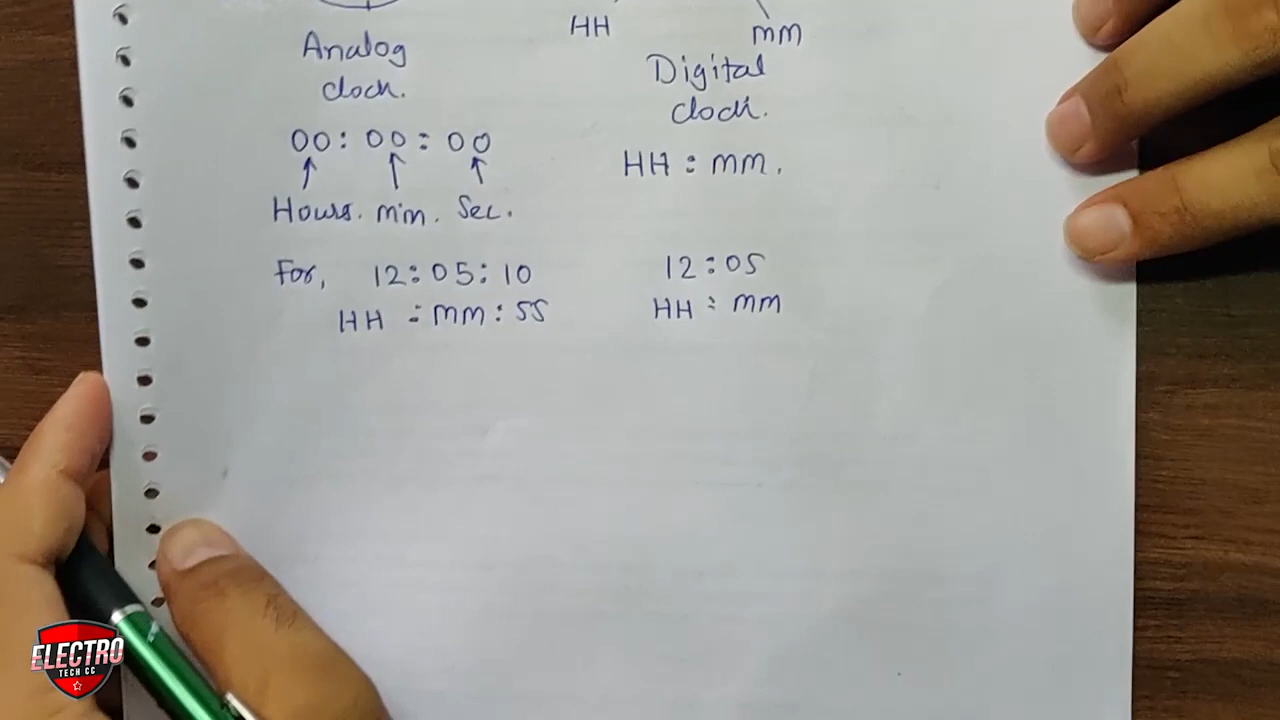 HH
mm
Analog
clock.
Digital
clock.
00:00:00
HH:mm.
Hours. min. Sec.
For, 12:05:10
12:05
HH:mm:SS
HH:mm
ELECTRO
TECH CC